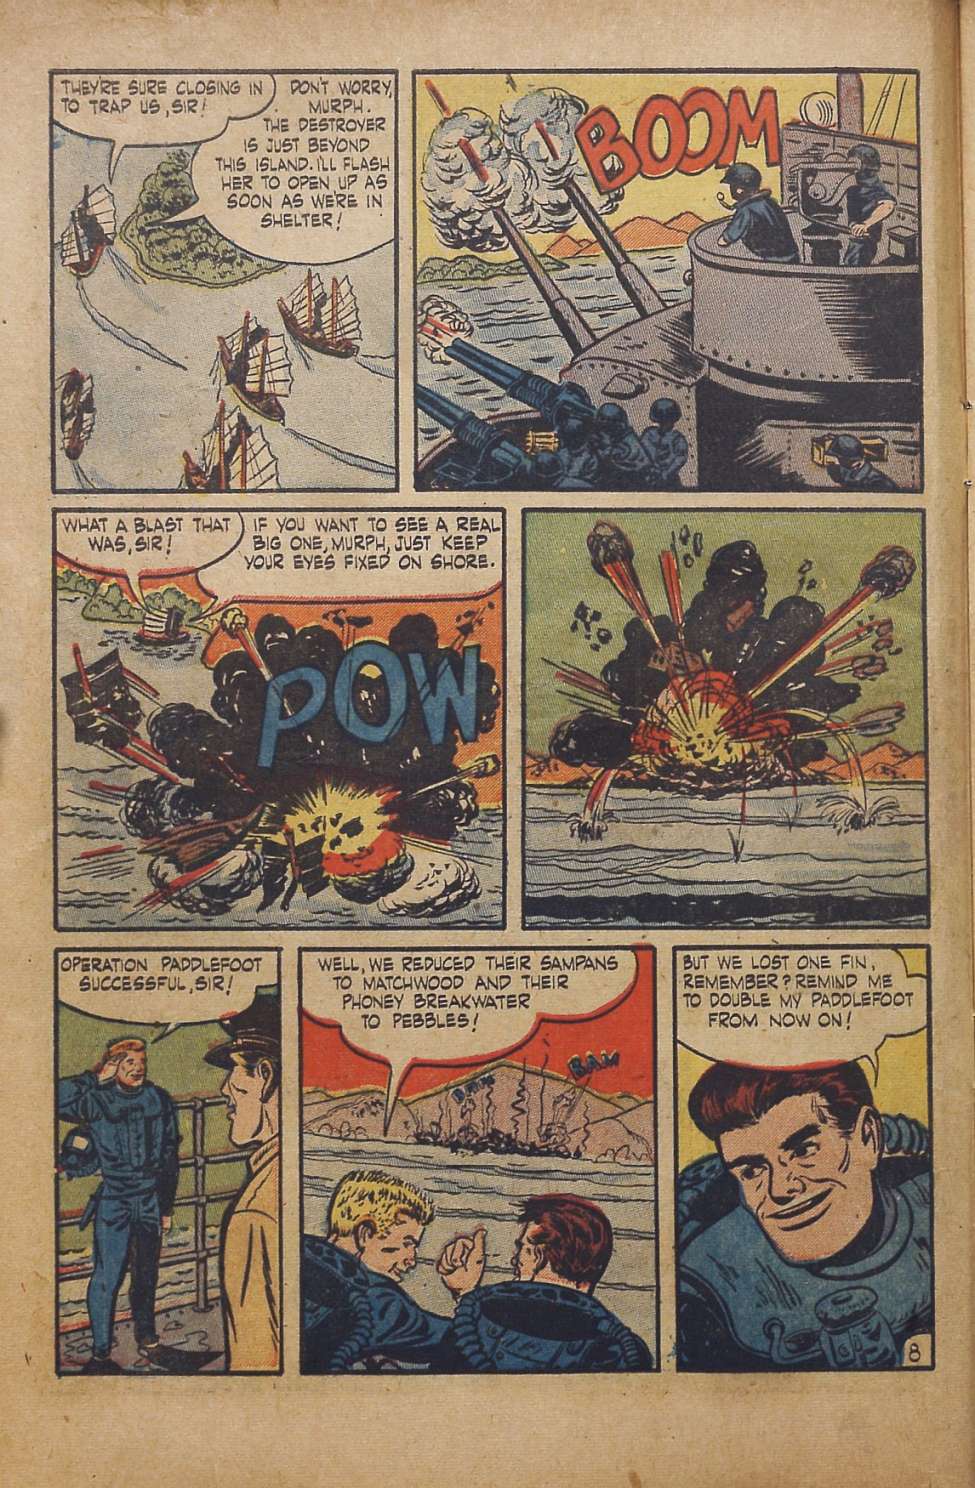 THEY'RE SURE CLOSING IN
TO TRAP US, SIR!
DON'T WORRY,
MURPH.
THE DESTROYER
IS JUST BEYOND
THIS ISLAND. I'LL FLASH
HER TO OPEN UP AS
SOON AS WE'RE IN
SHELTER!
BOOM
WHAT A BLAST THAT
WAS, SIR!
IF YOU WANT TO SEE A REAL
BIG ONE, MURPH, JUST KEEP
YOUR EYES FIXED ON SHORE.
POW
OPERATION PADDLEFOOT
SUCCESSFUL, SIR!
WELL, WE REDUCED THEIR SAMPANS
TO MATCHWOOD AND THEIR
PHONEY BREAKWATER
TO PEBBLES!
BAM
BUT WE LOST ONE FIN,
REMEMBER? REMIND ME
TO DOUBLE MY PADDLEFOOT
FROM NOW ON!
8